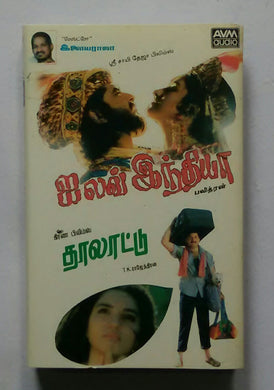 "மேஸ்ட்ரோ"
இளையராஜா
AVM
AUDIO
ஸ்ரீ சாய் தேஜா பிலிம்ஸ்
ஐ லவ் இந்தியா
பவித்ரன்
பிலிம்ஸ்
தாலாட்டு
T.K. ராஜேந்திரன்